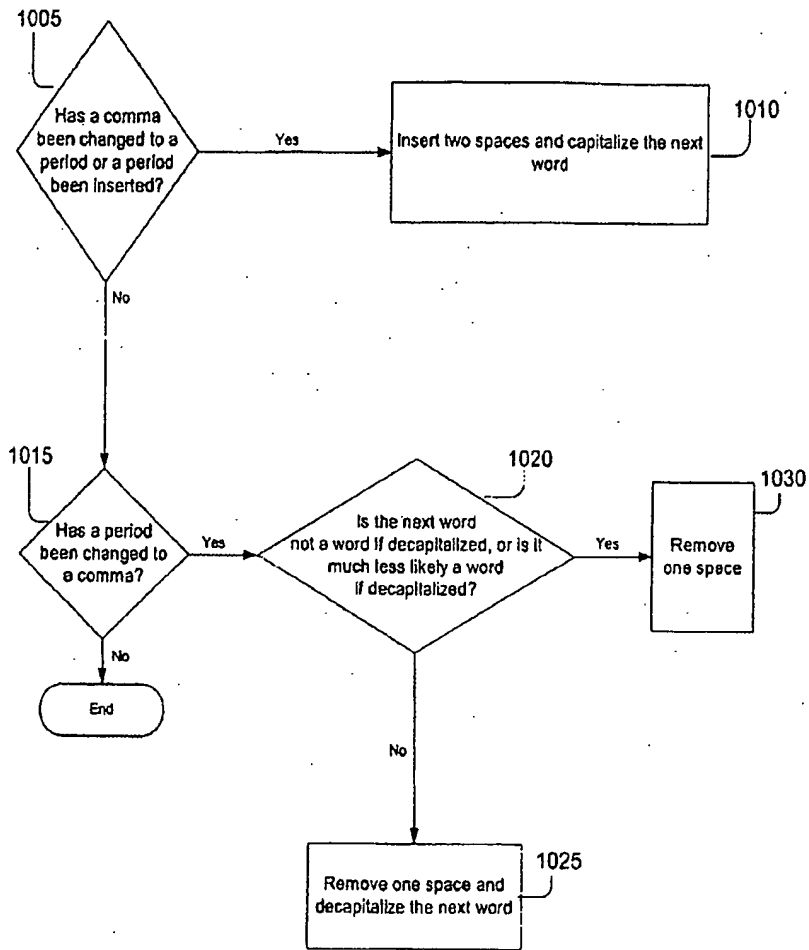 1005
Has a comma
been changed to a
period or a period
been inserted?
Yes
Insert two spaces and capitalize the next
word
1010
No
1015
Has a period
been changed to
a comma?
Yes
1020
Is the next word
not a word if decapitalized, or is it
much less likely a word
if decapitalized?
Yes
1030
Remove
one space
No
End
No
1025
Remove one space and
decapitalize the next word